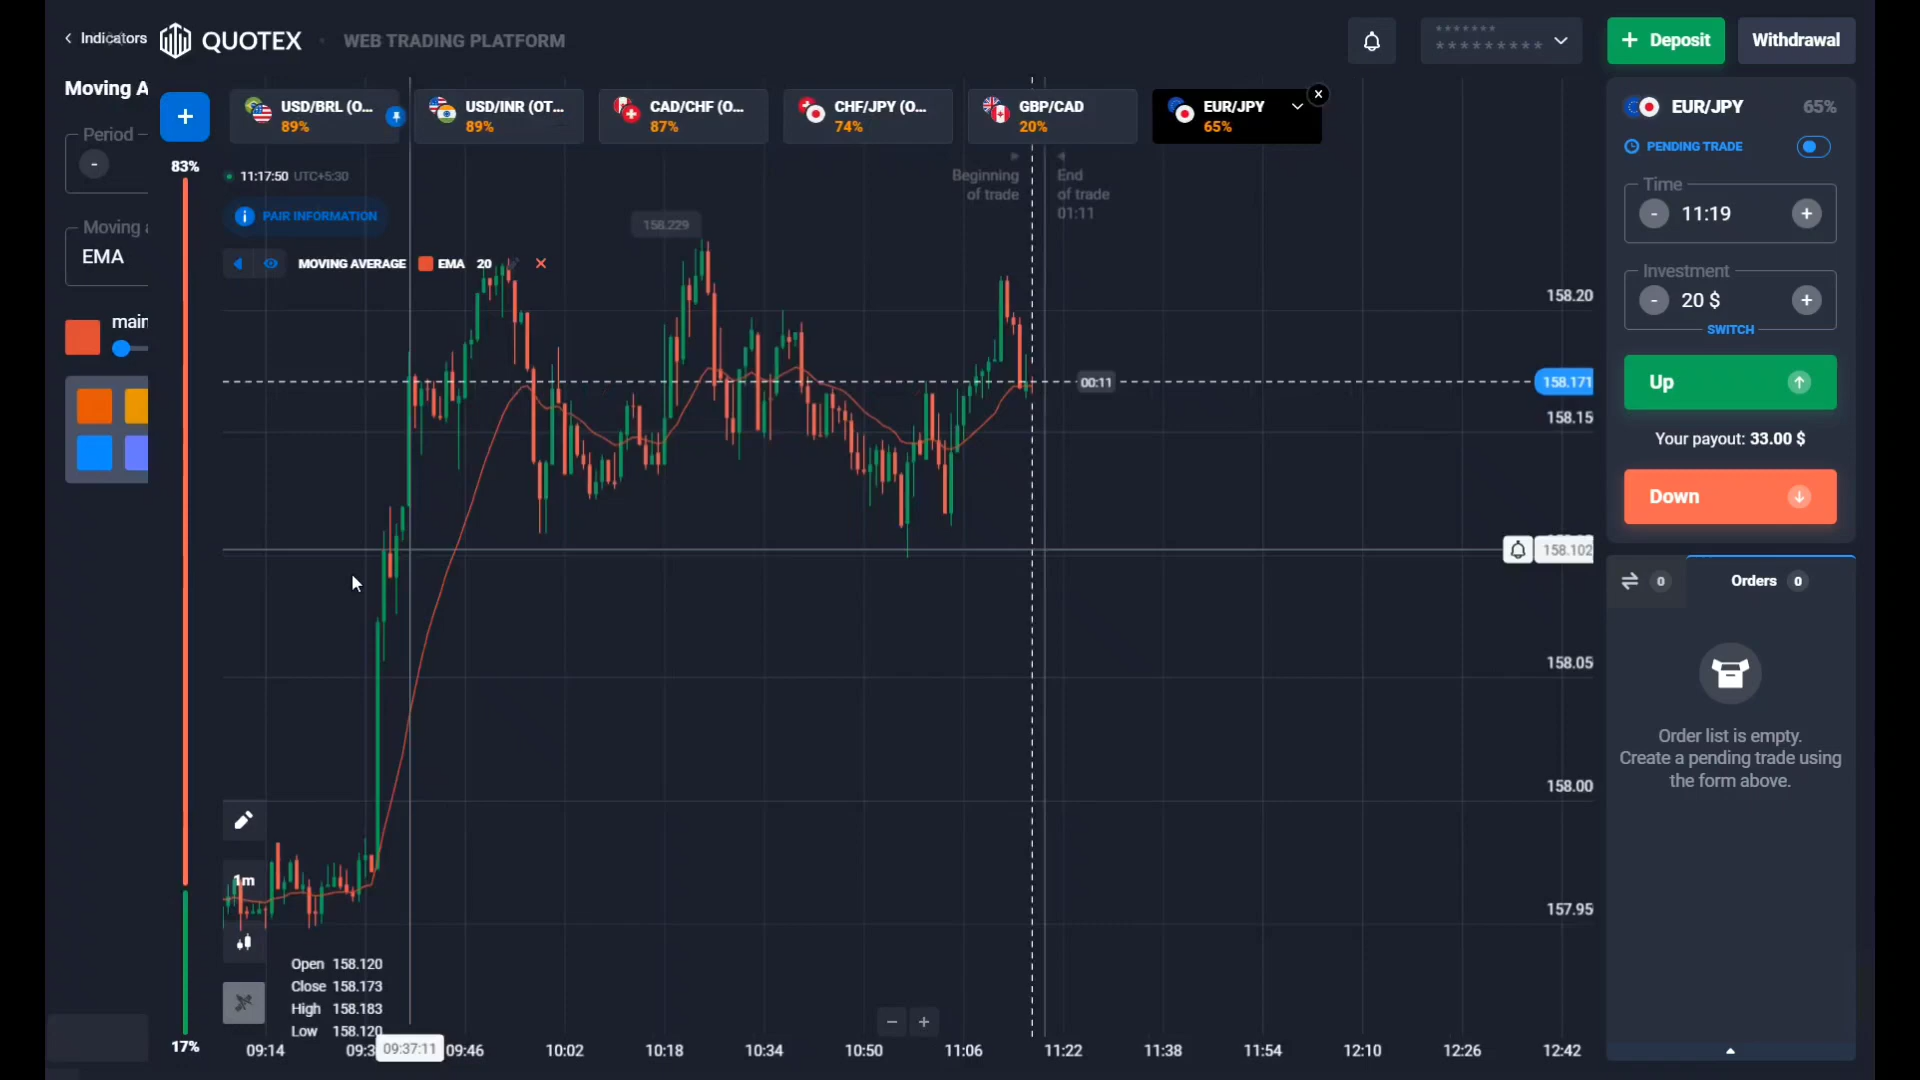 Indicators
QUOTEX
WEB TRADING PLATFORM
Deposit
Withdrawal
Moving A
Period
Moving a
EMA
main
83%
17%
USD/BRL (O...
89%
USD/INR (OT...
89%
CAD/CHF (O...
87%
CHF/JPY (O...
74%
GBP/CAD
20%
EUR/JPY
65%
11:17:50 UTC+5:30
PAIR INFORMATION
MOVING AVERAGE EMA 20
Beginning
of trade
End
of trade
01:11
158.229
00:11
158.20
158.171
158.15
158.102
158.05
158.00
157.95
1m
Open 158.120
Close 158.173
High 158.183
Low 158.120
09:14
09:3
09:37:11
09:46
10:02
10:18
10:34
10:50
11:06
11:22
11:38
11:54
12:10
12:26
12:42
EUR/JPY 65%
PENDING TRADE
Time
11:19
Investment
20 $
SWITCH
Up
Your payout: 33.00 $
Down
0
Orders 0
Order list is empty.
Create a pending trade using
the form above.